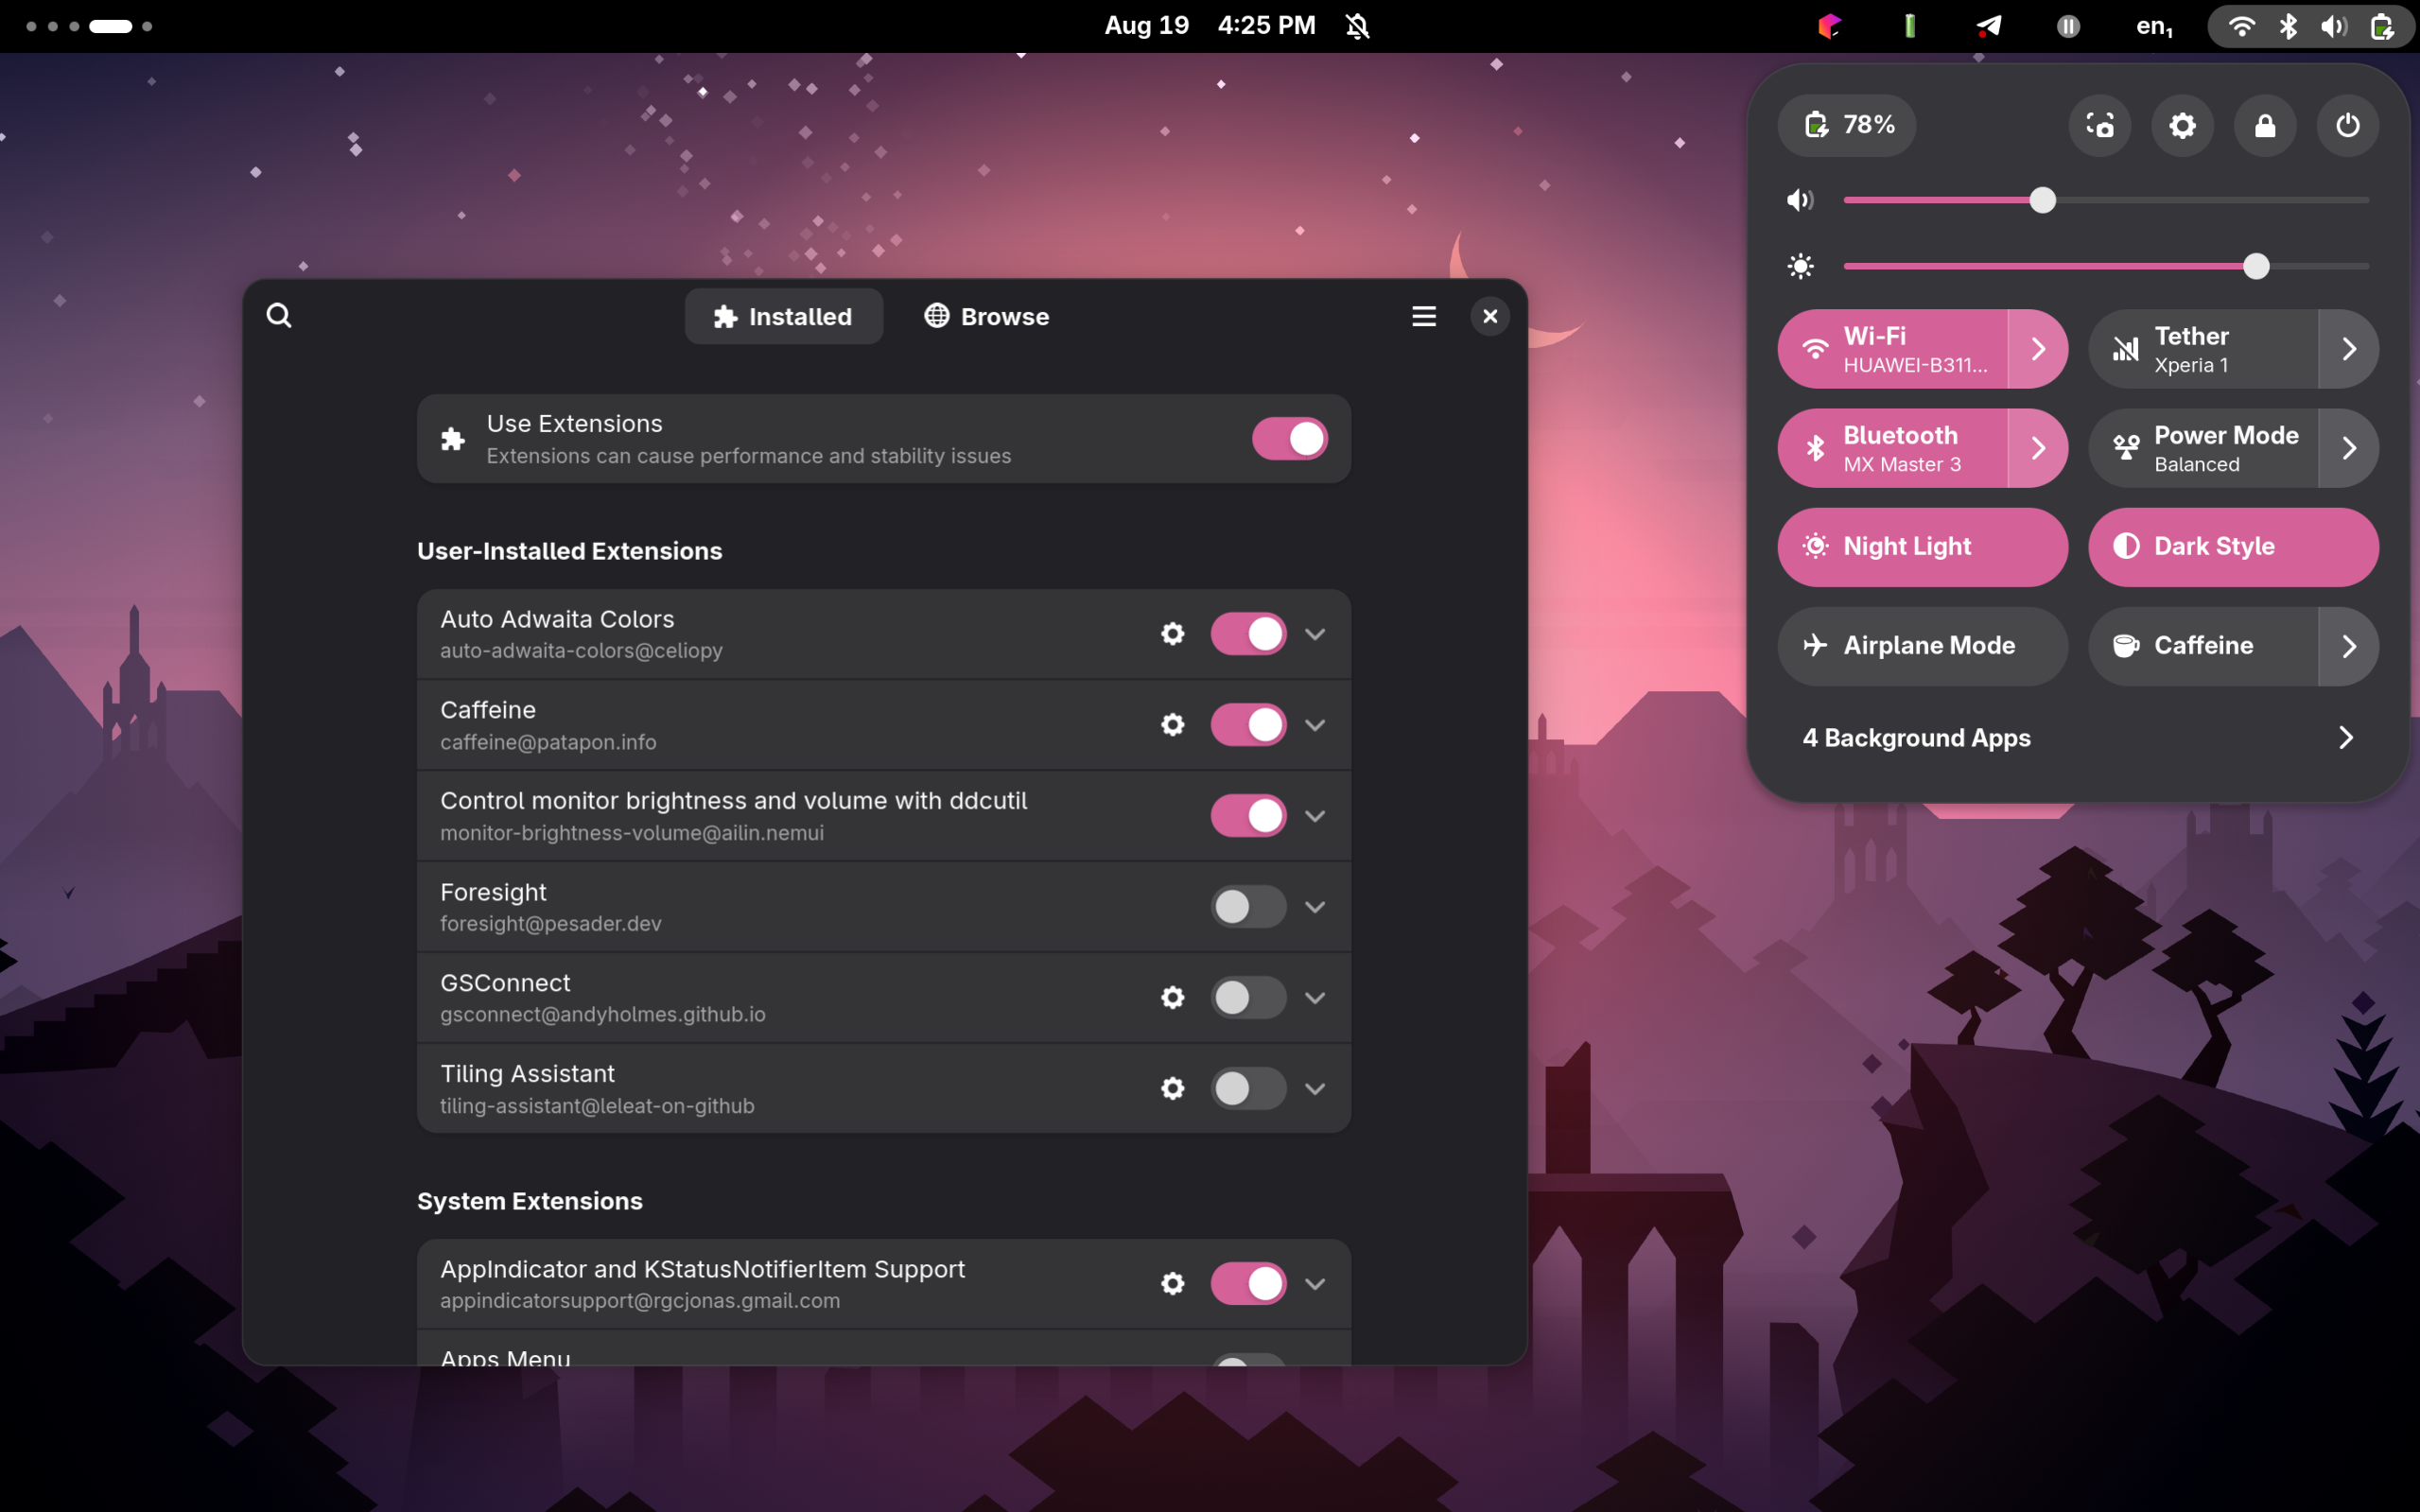 Aug 19 4:25 PM
en₁
78%
Wi-Fi
HUAWEI-B311...
Tether
Xperia 1
Bluetooth
MX Master 3
Power Mode
Balanced
Night Light
Dark Style
Airplane Mode
Caffeine
4 Background Apps
Installed
Browse
Use Extensions
Extensions can cause performance and stability issues
User-Installed Extensions
Auto Adwaita Colors
auto-adwaita-colors@celiopy
Caffeine
caffeine@patapon.info
Control monitor brightness and volume with ddcutil
monitor-brightness-volume@ailin.nemui
Foresight
foresight@pesader.dev
GSConnect
gsconnect@andyholmes.github.io
Tiling Assistant
tiling-assistant@leleat-on-github
System Extensions
AppIndicator and KStatusNotifierItem Support
appindicatorsupport@rgcjonas.gmail.com
Apps Menu